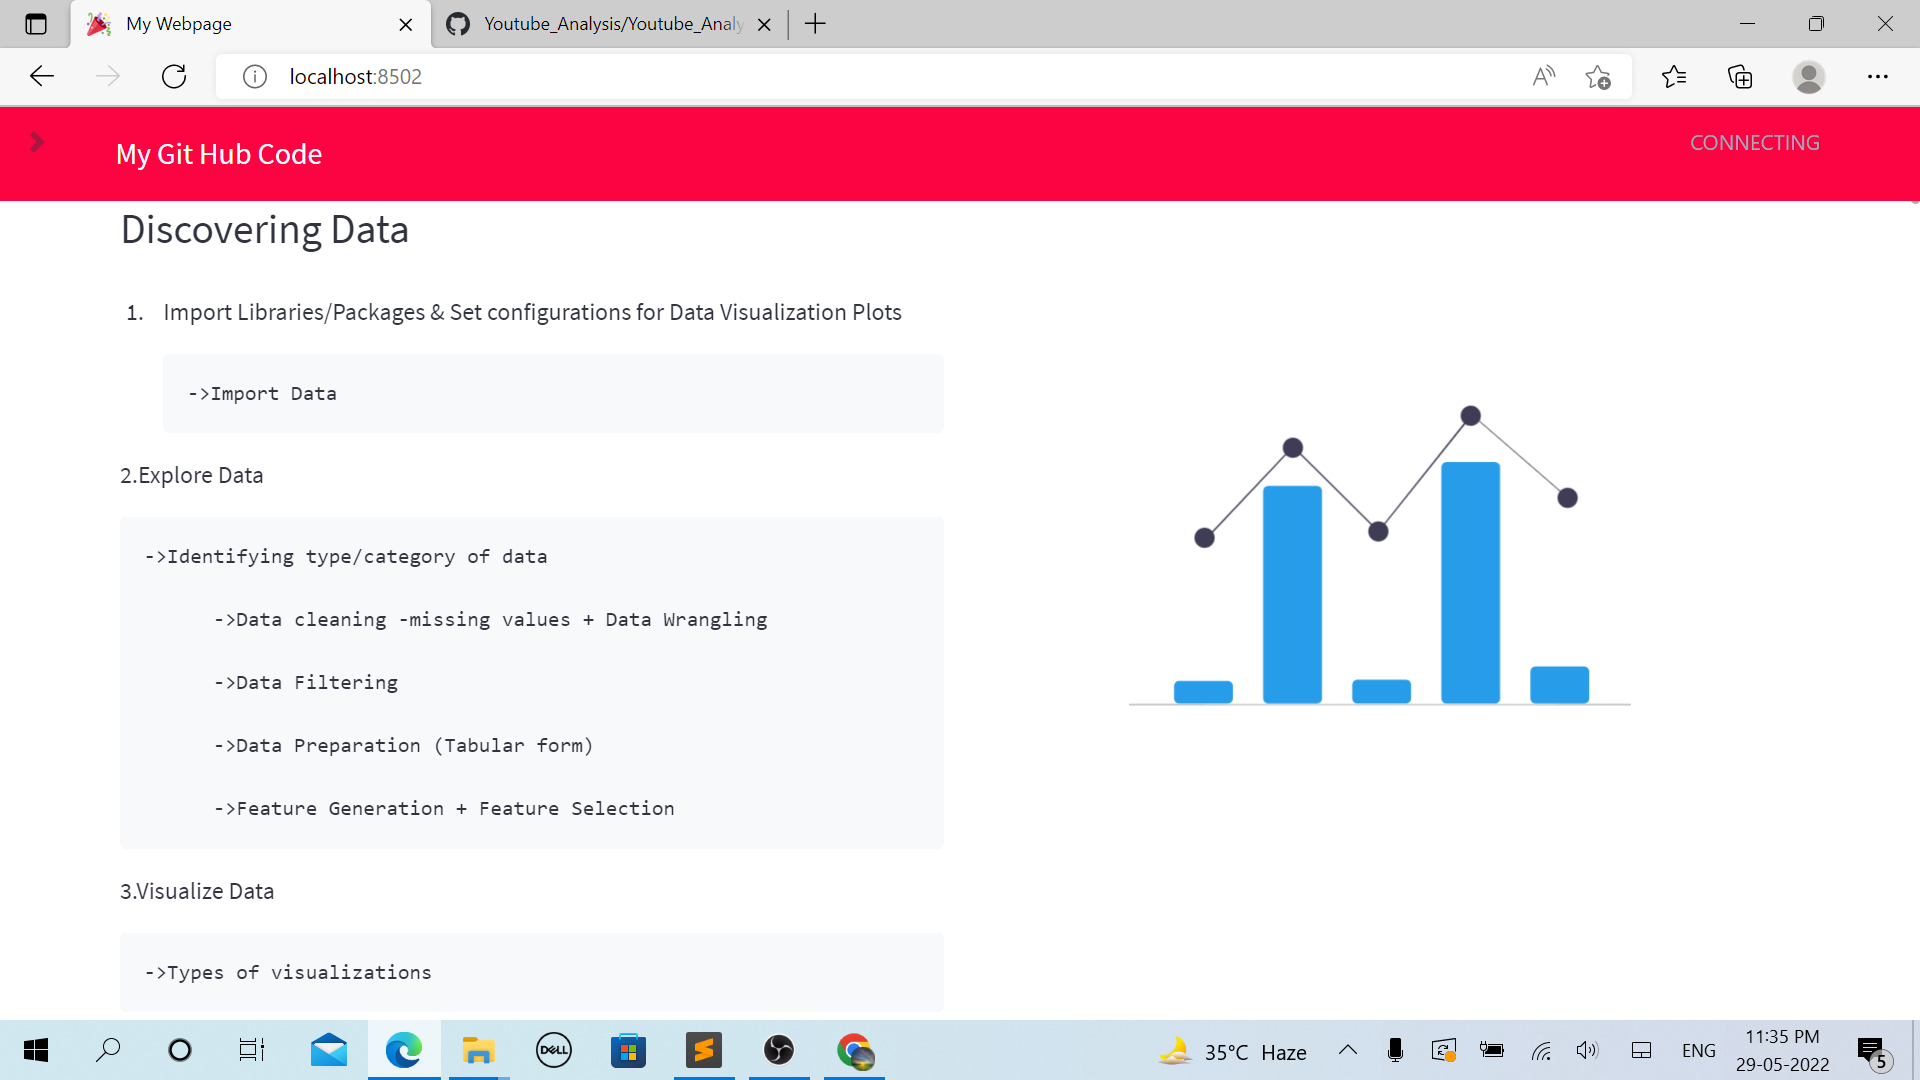 My Webpage
Youtube_Analysis/Youtube_Analy
localhost:8502
My Git Hub Code
CONNECTING
Discovering Data
1. Import Libraries/Packages & Set configurations for Data Visualization Plots
->Import Data
2.Explore Data
->Identifying type/category of data
->Data cleaning -missing values + Data Wrangling
->Data Filtering
->Data Preparation (Tabular form)
->Feature Generation + Feature Selection
3.Visualize Data
->Types of visualizations
DELL
35°C Haze
ENG
11:35 PM
29-05-2022
5